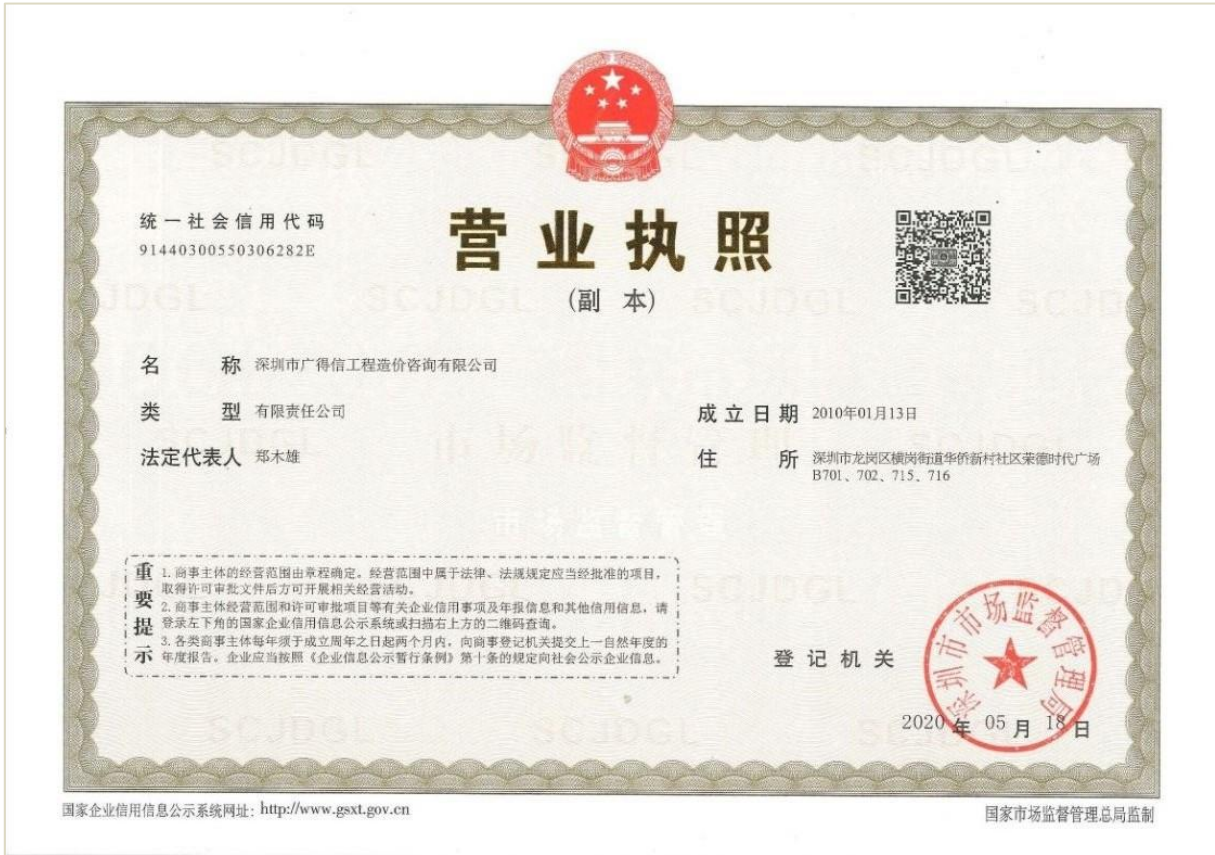 统一社会信用代码
91440300550306282E
营业执照
(副 本)
名 称 深圳市广得信工程造价咨询有限公司
类 型 有限责任公司
法定代表人 郑木雄
成立日期 2010年01月13日
住 所 深圳市龙岗区横岗街道华侨新村社区荣德时代广场
B701、702、715、716
重要提示
1.商事主体的经营范围由章程确定。经营范围中属于法律、法规规定应当经批准的项目,
取得许可审批文件后方可开展相关经营活动。
2.商事主体经营范围和许可审批项目等有关企业信用事项及年报信息和其他信用信息,请
登录左下角的国家企业信用信息公示系统或扫描右上方的二维码查询。
3.各类商事主体每年须于成立周年之日起两个月内,向商事登记机关提交上一自然年度的
年度报告。企业应当按照《企业信息公示暂行条例》第十条的规定向社会公示企业信息。
登记机关
深圳市市场监督管理局
2020 年 05 月 18 日
国家企业信用信息公示系统网址:http://www.gsxt.gov.cn
国家市场监督管理总局监制
SCJDGL